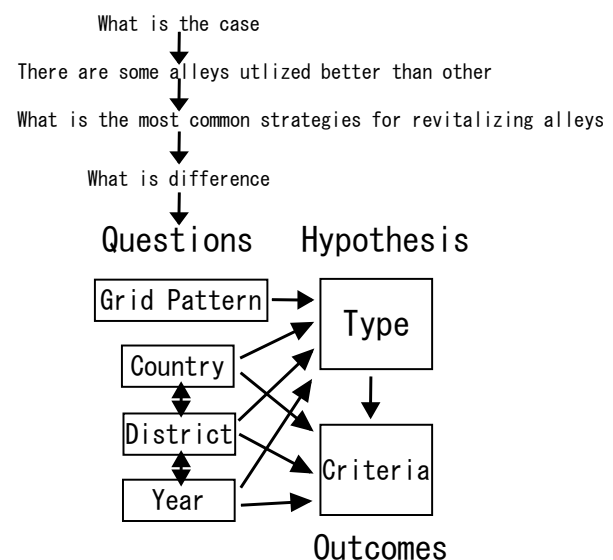 What is the case
There are some alleys utlized better than other
What is the most common strategies for revitalizing alleys
What is difference
Questions
Hypothesis
Grid Pattern
Type
Country
District
Criteria
Year
Outcomes